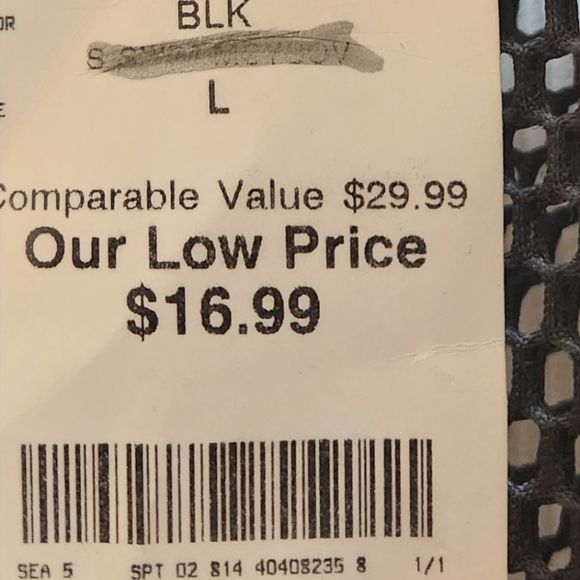 OR
BLK
E
L
Comparable Value $29.99
Our Low Price
$16.99
SEA 5 SPT 02 814 40408235 8 1/1